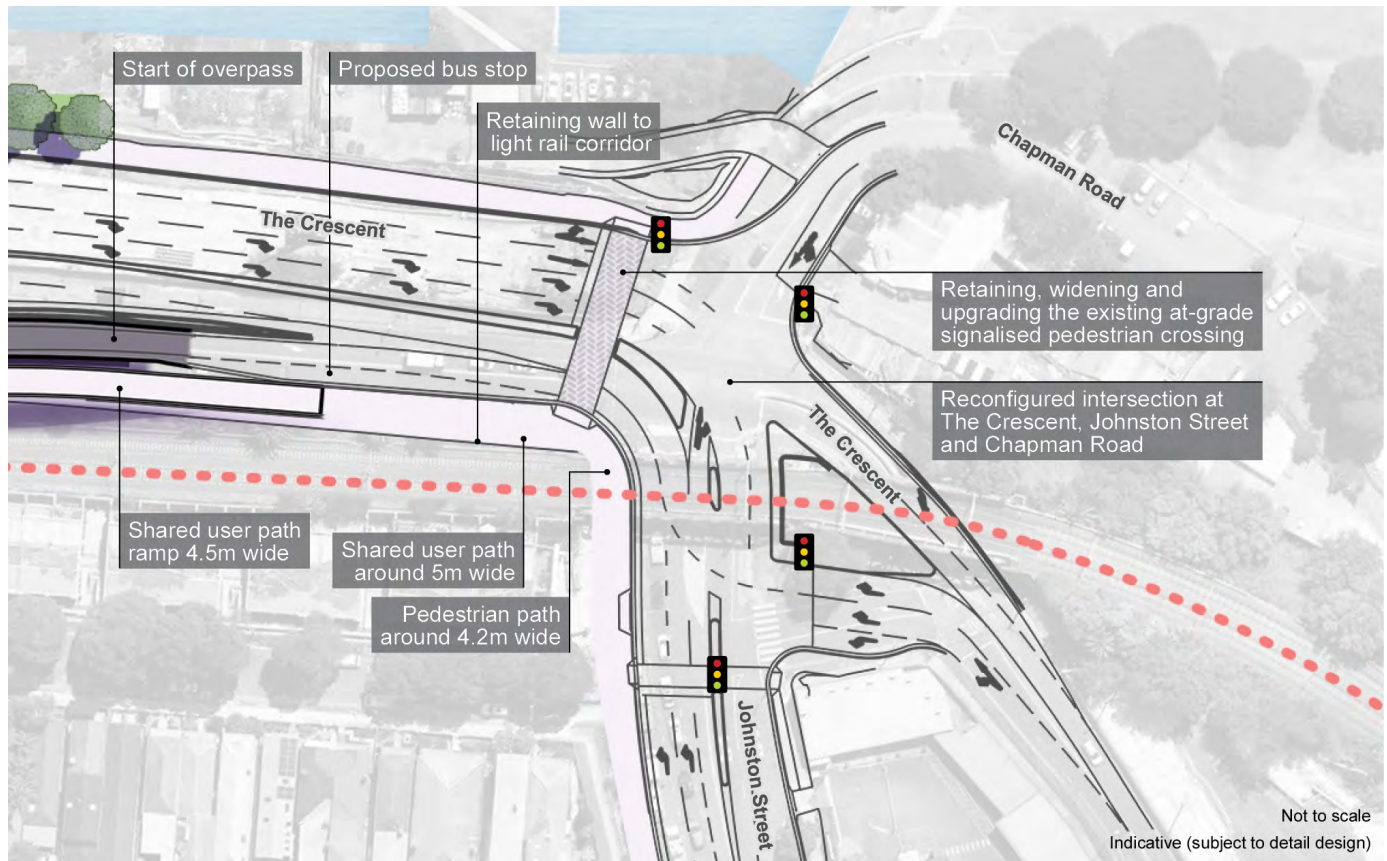 Start of overpass
Proposed bus stop
Retaining wall to
light rail corridor
Chapman Road
The Crescent
Retaining, widening and
upgrading the existing at-grade
signalised pedestrian crossing
Reconfigured intersection at
The Crescent, Johnston Street
and Chapman Road
The Crescent
Shared user path
ramp 4.5m wide
Shared user path
around 5m wide
Pedestrian path
around 4.2m wide
Johnston Street
Not to scale
Indicative (subject to detail design)